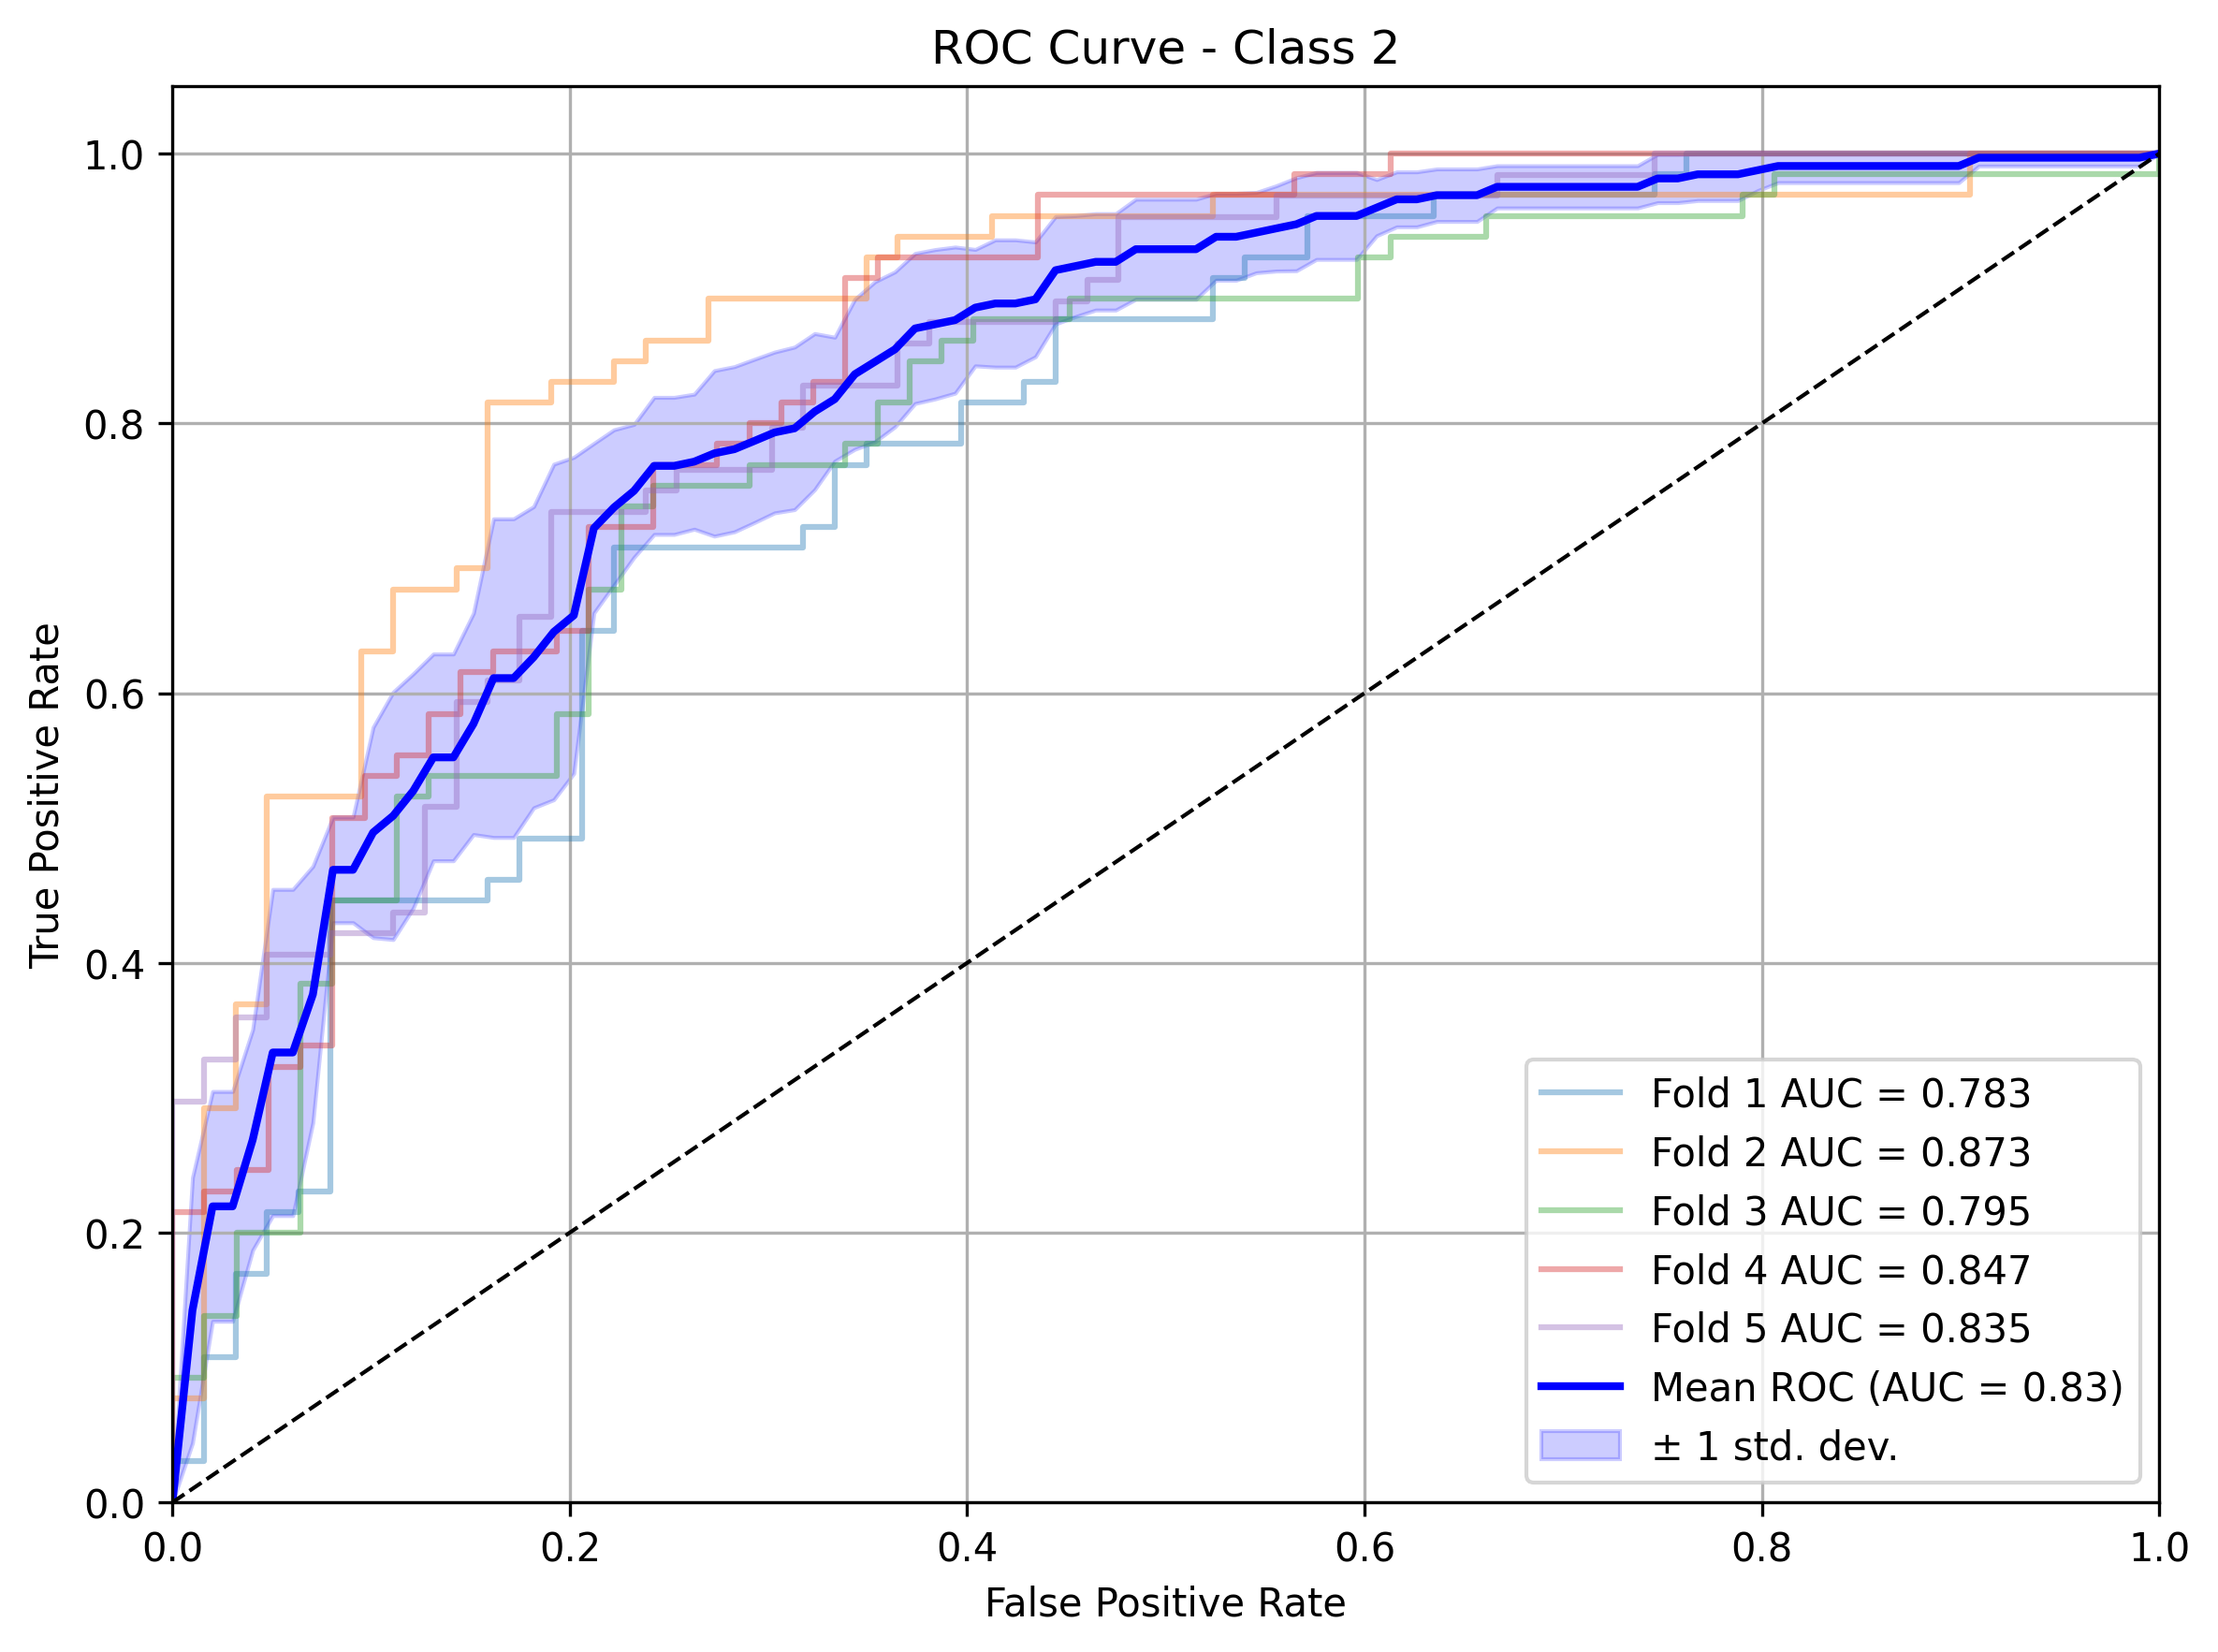 ROC Curve - Class 2
True Positive Rate
1.0
0.8
0.6
0.4
0.2
0.0
0.0 0.2 0.4 0.6 0.8 1.0
False Positive Rate
Fold 1 AUC = 0.783
Fold 2 AUC = 0.873
Fold 3 AUC = 0.795
Fold 4 AUC = 0.847
Fold 5 AUC = 0.835
Mean ROC (AUC = 0.83)
± 1 std. dev.